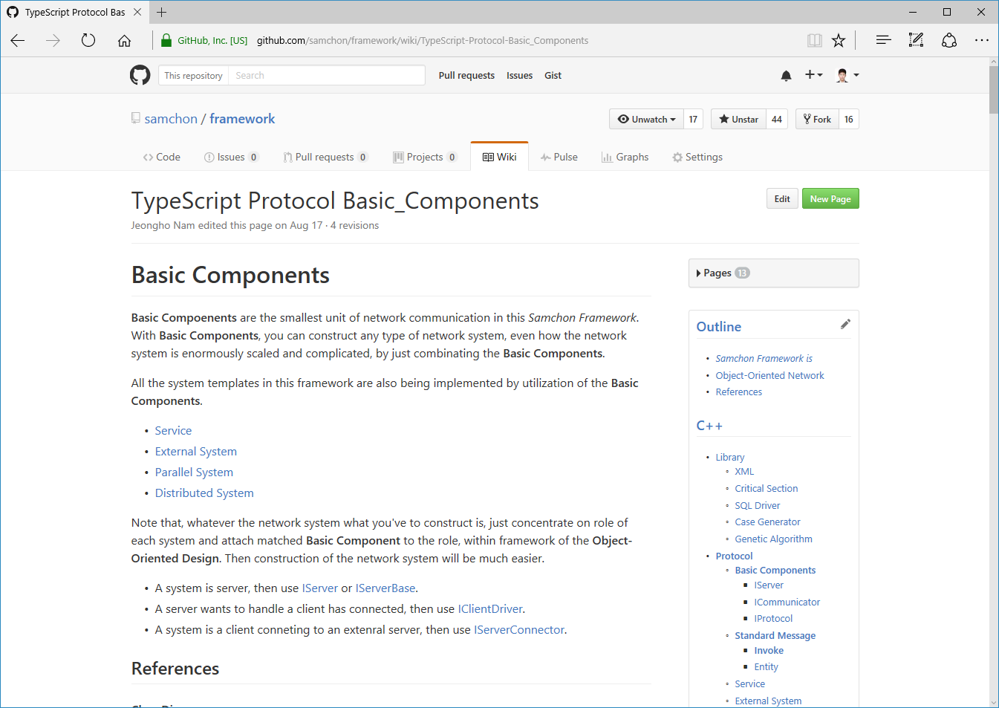 TypeScript Protocol Bas
GitHub, Inc. [US] github.com/samchon/framework/wiki/TypeScript-Protocol-Basic_Components
This repository Search Pull requests Issues Gist
samchon / framework
Unwatch 17 Unstar 44 Fork 16
Code Issues 0 Pull requests 0 Projects 0 Wiki Pulse Graphs Settings
TypeScript Protocol Basic_Components
Edit New Page
Jeongho Nam edited this page on Aug 17 · 4 revisions
Basic Components
Basic Compoenents are the smallest unit of network communication in this Samchon Framework.
With Basic Components, you can construct any type of network system, even how the network
system is enormously scaled and complicated, by just combinating the Basic Components.
All the system templates in this framework are also being implemented by utilization of the Basic
Components.
• Service
• External System
• Parallel System
• Distributed System
Note that, whatever the network system what you've to construct is, just concentrate on role of
each system and attach matched Basic Component to the role, within framework of the Object-
Oriented Design. Then construction of the network system will be much easier.
• A system is server, then use IServer or IServerBase.
• A server wants to handle a client has connected, then use IClientDriver.
• A system is a client conneting to an extenral server, then use IServerConnector.
References
Pages 13
Outline
• Samchon Framework is
• Object-Oriented Network
• References
C++
• Library
◦ XML
◦ Critical Section
◦ SQL Driver
◦ Case Generator
◦ Genetic Algorithm
• Protocol
◦ Basic Components
▪ IServer
▪ ICommunicator
▪ IProtocol
◦ Standard Message
▪ Invoke
▪ Entity
◦ Service
◦ External System